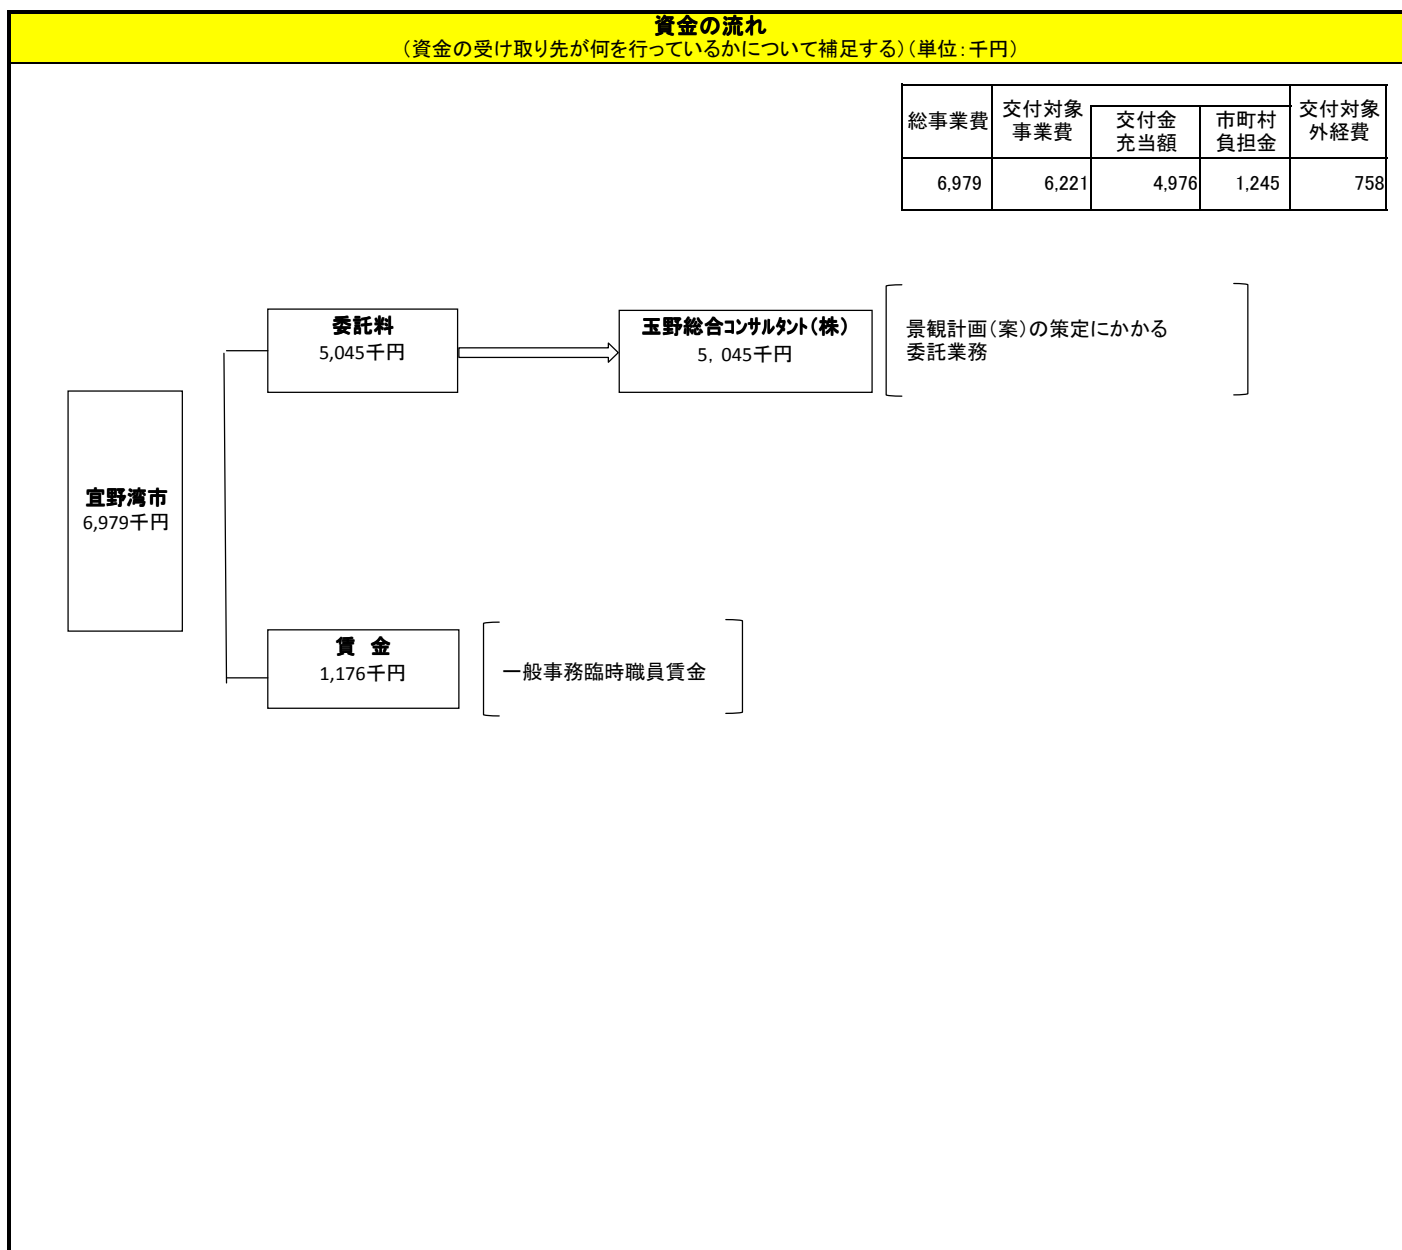 資金の流れ
（資金の受け取り先が何を行っているかについて補足する）（単位：千円）
総事業費
交付対象
事業費
交付金
充当額
市町村
負担金
交付対象
外経費
6,979
6,221
4,976
1,245
758
委託料
5,045千円
玉野総合コンサルタント（株）
5，045千円
景観計画（案）の策定にかかる
委託業務
宜野湾市
6,979千円
賃　金
1,176千円
一般事務臨時職員賃金